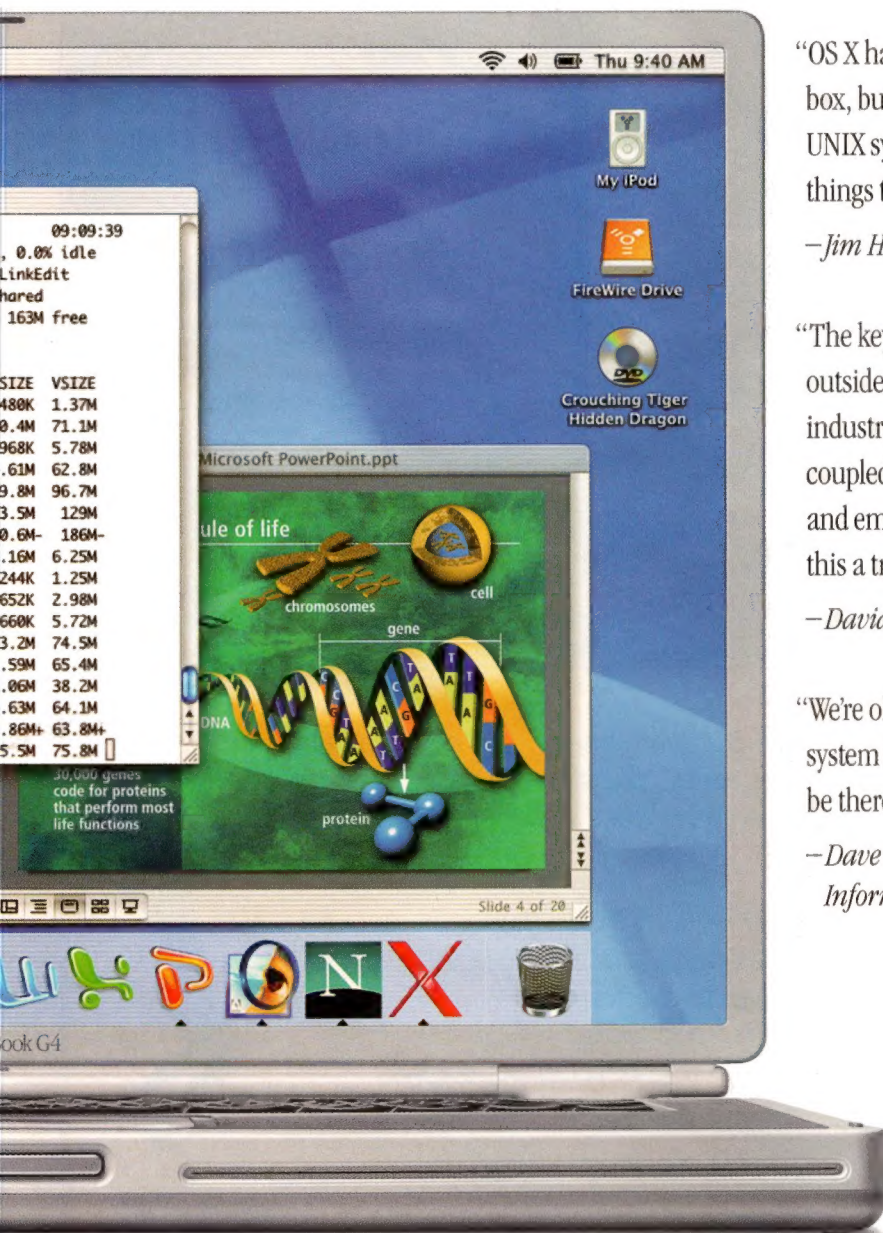 Thu 9:40 AM
My iPod
FireWire Drive
DVD
Crouching Tiger
Hidden Dragon
09:09:39
, 0.0% idle
LinkEdit
hared
163M free
SIZE VSIZE
480K 1.37M
0.4M 71.1M
968K 5.78M
.61M 62.8M
9.8M 96.7M
3.5M 129M
0.6M- 186M-
.16M 6.25M
244K 1.25M
652K 2.98M
660K 5.72M
3.2M 74.5M
.59M 65.4M
.06M 38.2M
.63M 64.1M
.86M+ 63.8M+
5.5M 75.8M
Microsoft PowerPoint.ppt
ule of life
chromosomes
cell
gene
DNA
30,000 genes
code for proteins
that perform most
life functions
protein
Slide 4 of 20
N
Book G4
“OS X ha
box, bu
UNIX sy
things t
–Jim H
“The key
outside
industr
coupled
and em
this a tr
–David
“We’re o
system
be there
–Dave
Inform